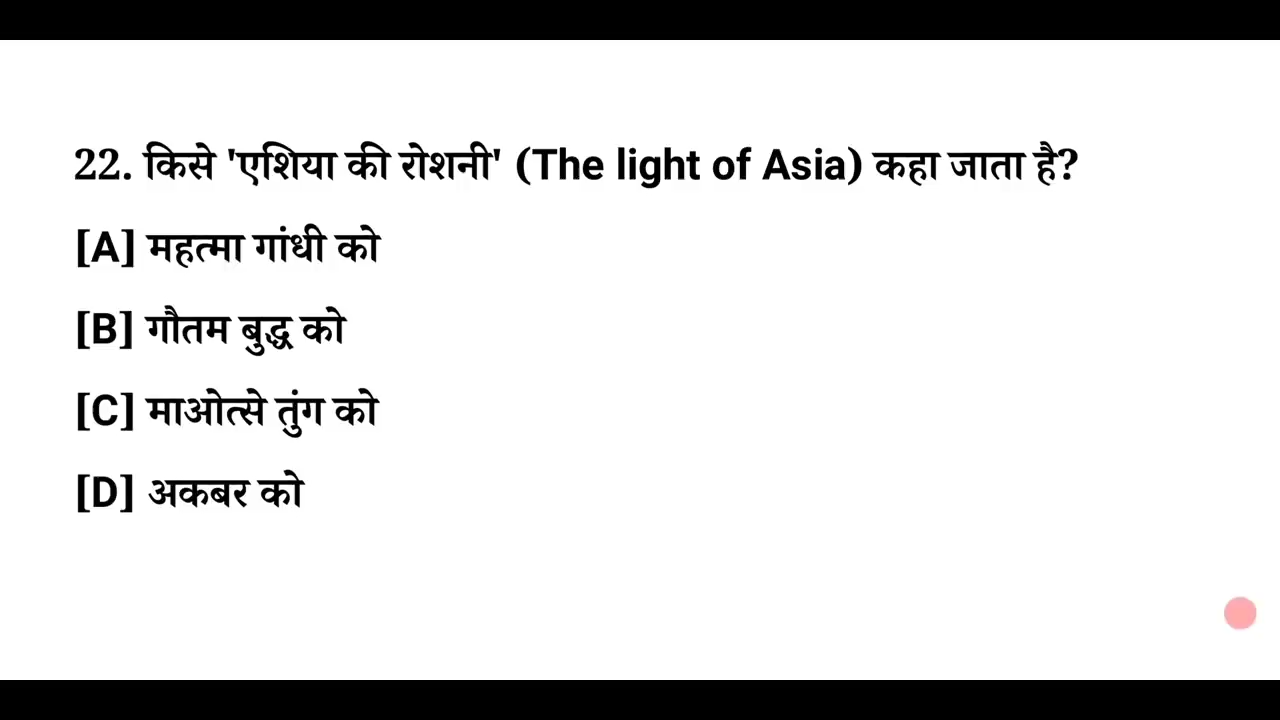 22. किसे 'एशिया की रोशनी' (The light of Asia) कहा जाता है?
[A] महत्मा गांधी को
[B] गौतम बुद्ध को
[C] माओत्से तुंग को
[D] अकबर को